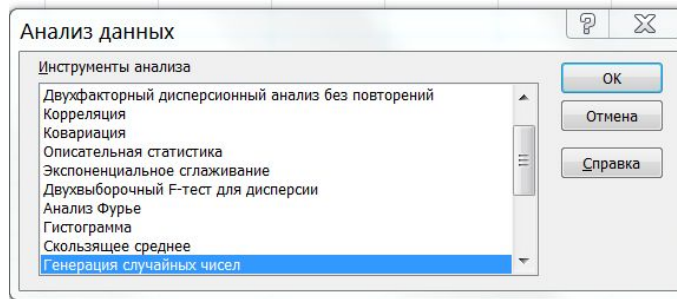 Анализ данных
Инструменты анализа
Двухфакторный дисперсионный анализ без повторений
Корреляция
Ковариация
Описательная статистика
Экспоненциальное сглаживание
Двухвыборочный F-тест для дисперсии
Анализ Фурье
Гистограмма
Скользящее среднее
Генерация случайных чисел
ОК
Отмена
Справка